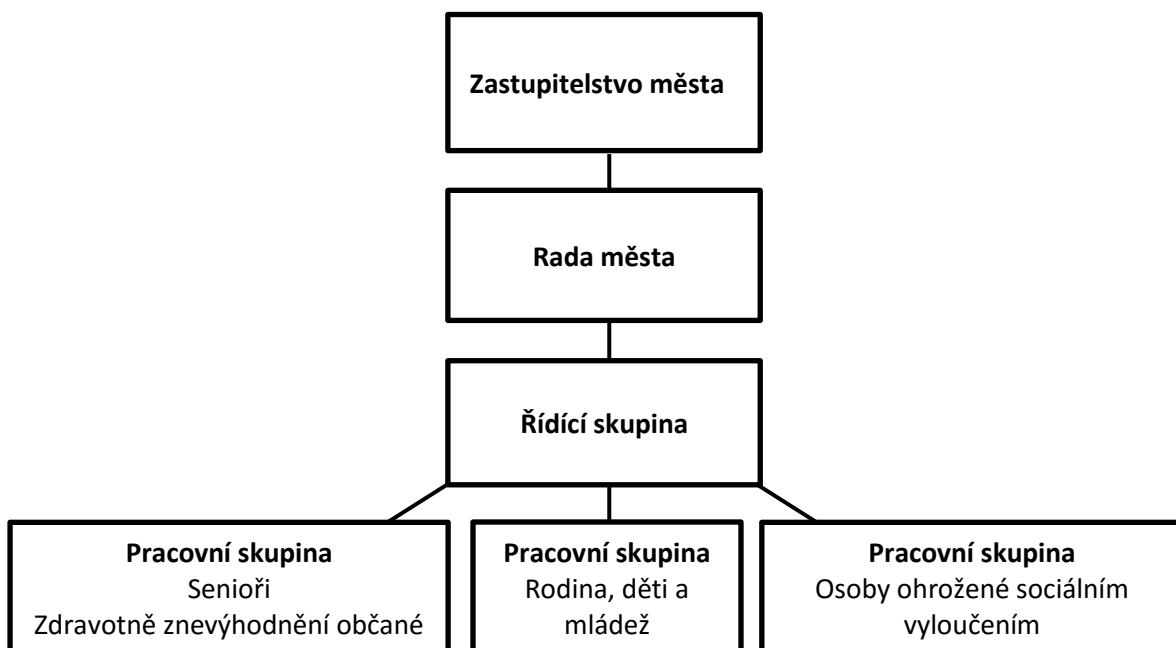 Zastupitelstvo města
Rada města
Řídící skupina
Pracovní skupina
Senioři
Zdravotně znevýhodnění občané
Pracovní skupina
Rodina, děti a
mládež
Pracovní skupina
Osoby ohrožené sociálním
vyloučením